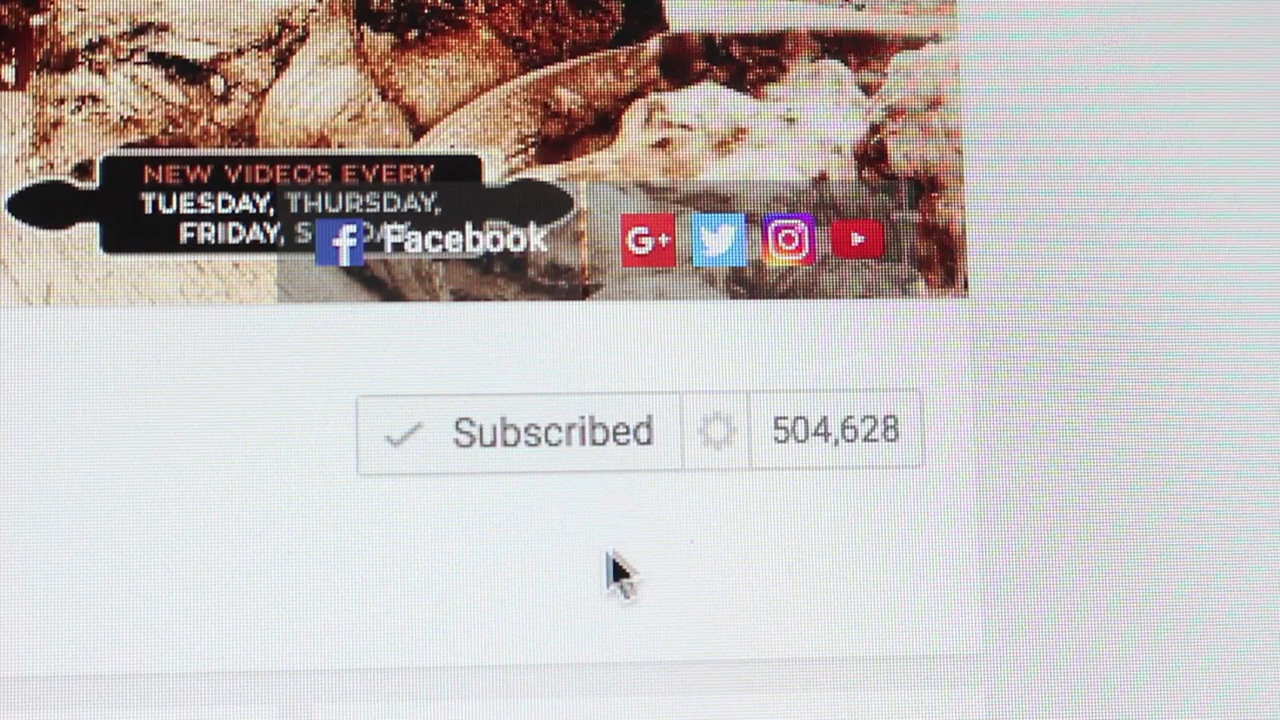 NEW VIDEOS EVERY
TUESDAY, THURSDAY,
FRIDAY,
Facebook
G+
Subscribed 504,628